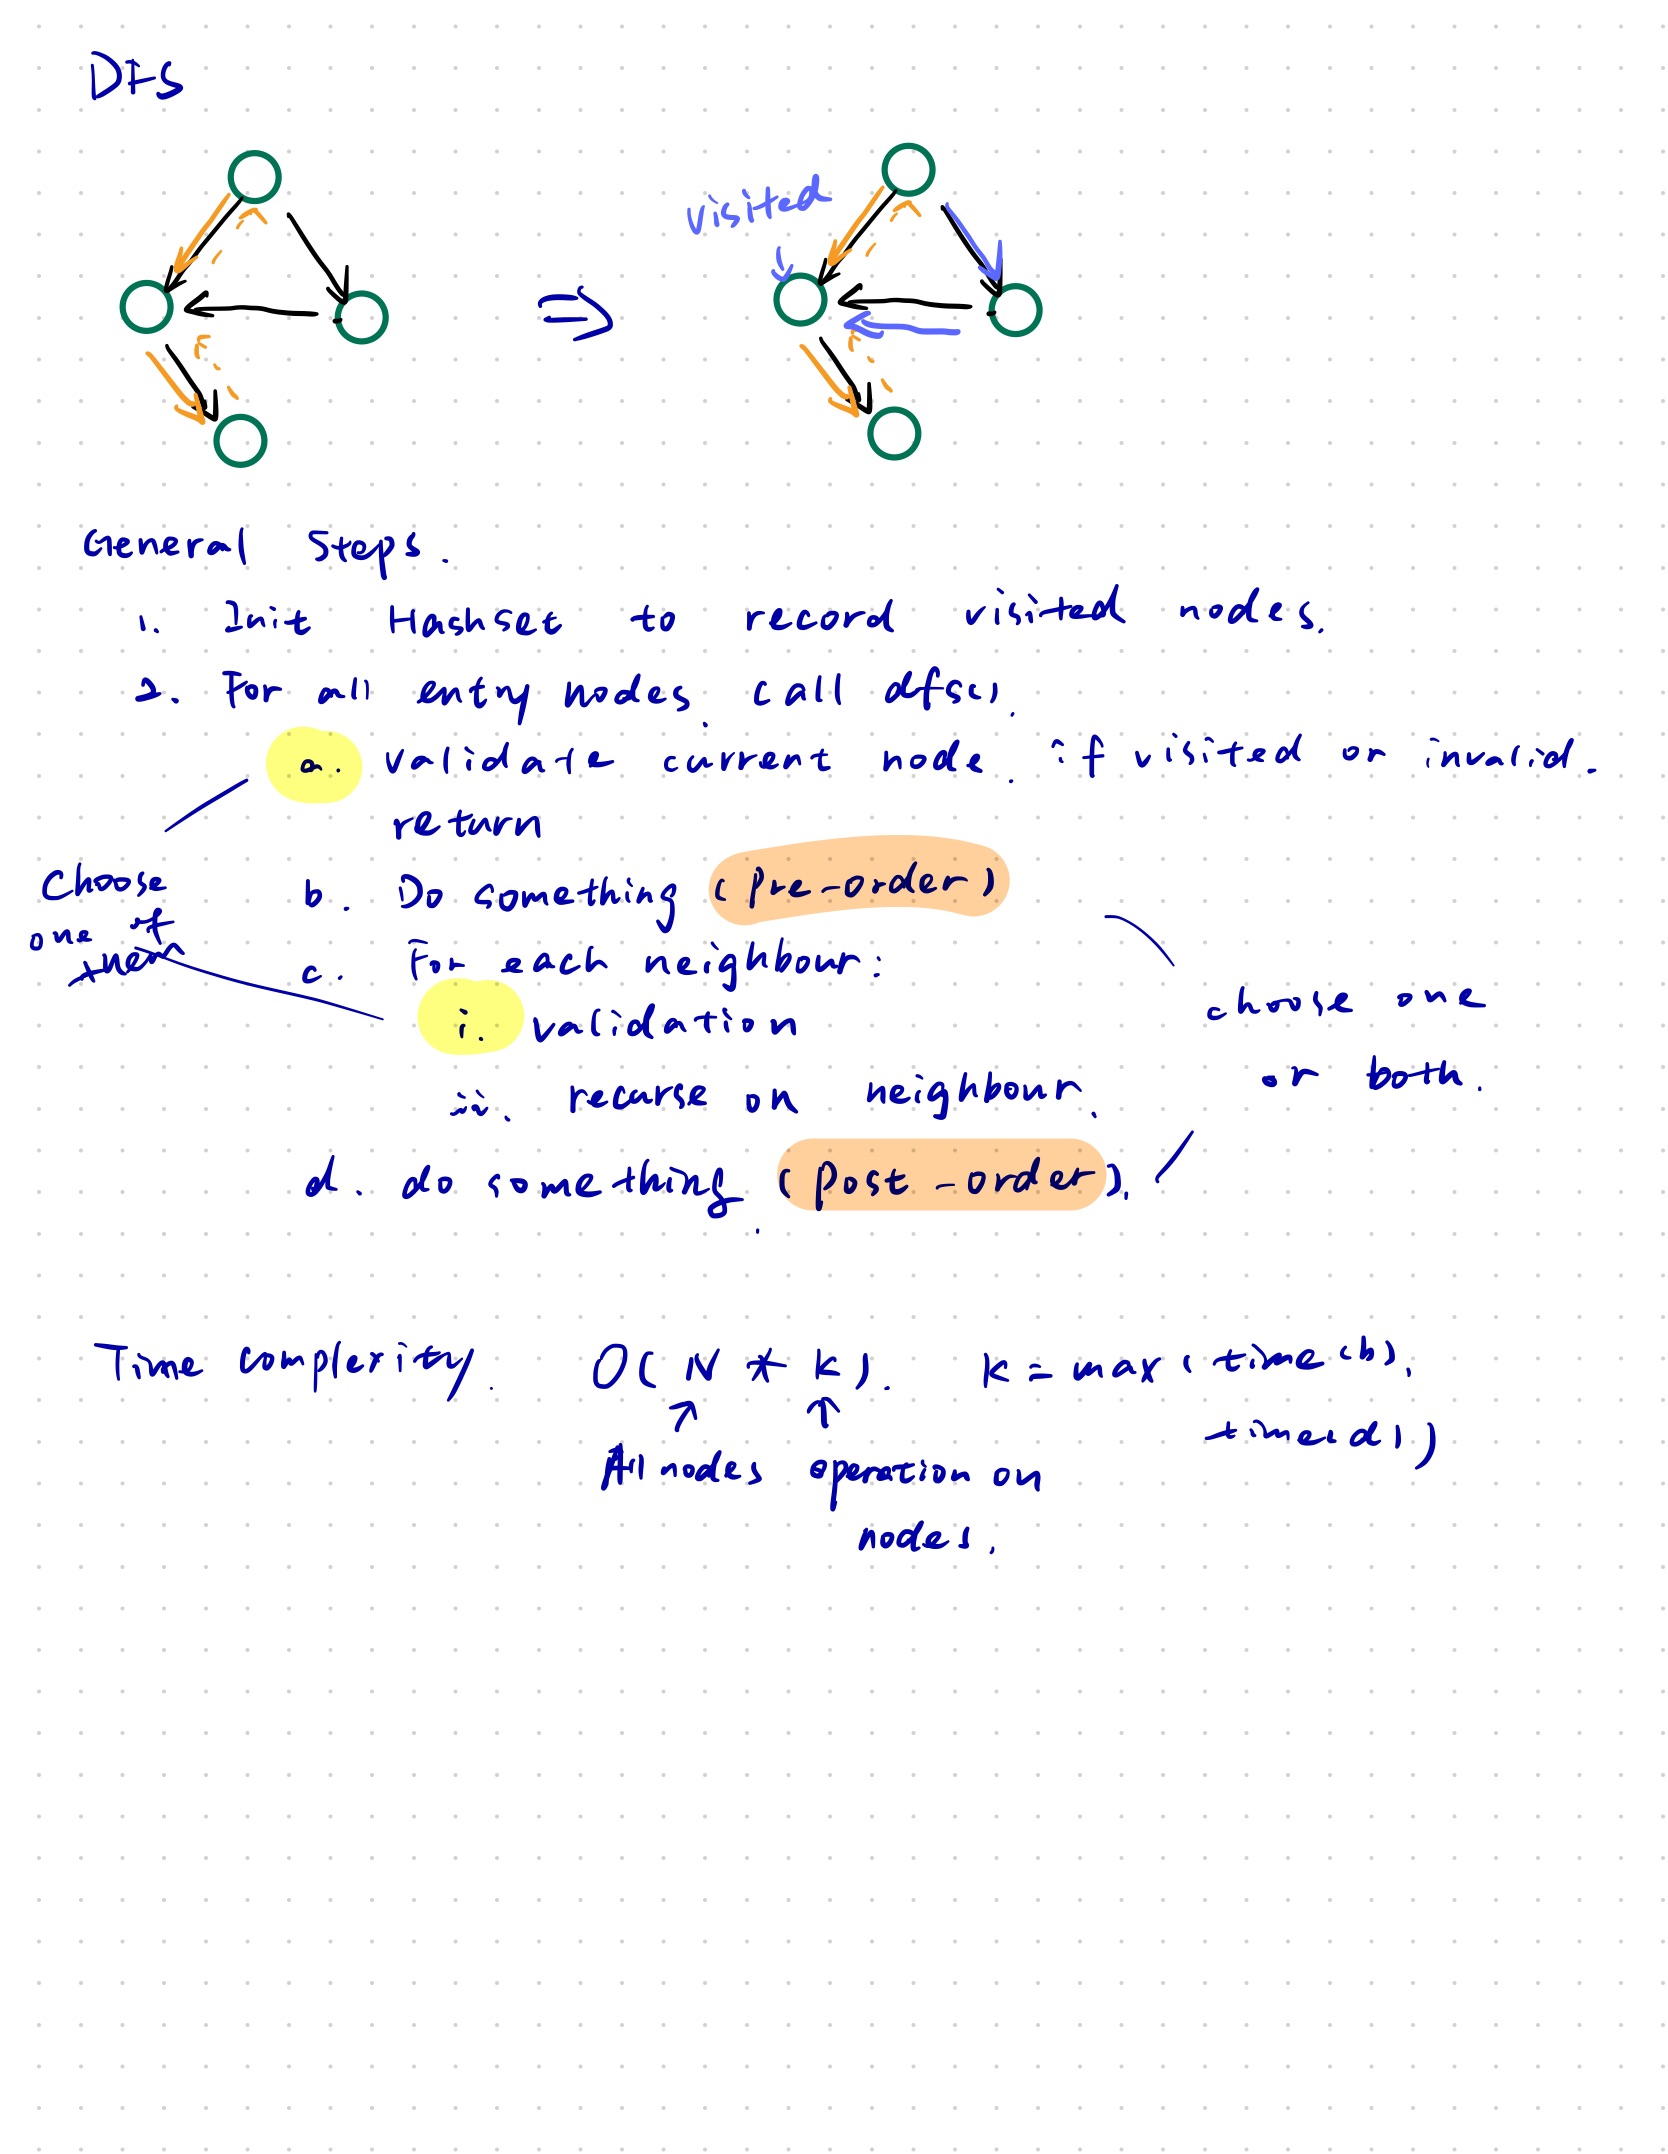 DFS
visited
General Steps.
1. Init Hashset to record visited nodes.
2. For all entry nodes. call dfs().
a. validate current node. if visited or invalid.
return
Choose
one of
them
b. Do something (Pre-order)
c. For each neighbour:
i. validation
choose one
or both.
ii. recurse on neighbour.
d. do something. (post-order).
Time complexity. O( N * K ). K = max ( time (b),
time(d))
↗ ↑
All nodes operation on
nodes.